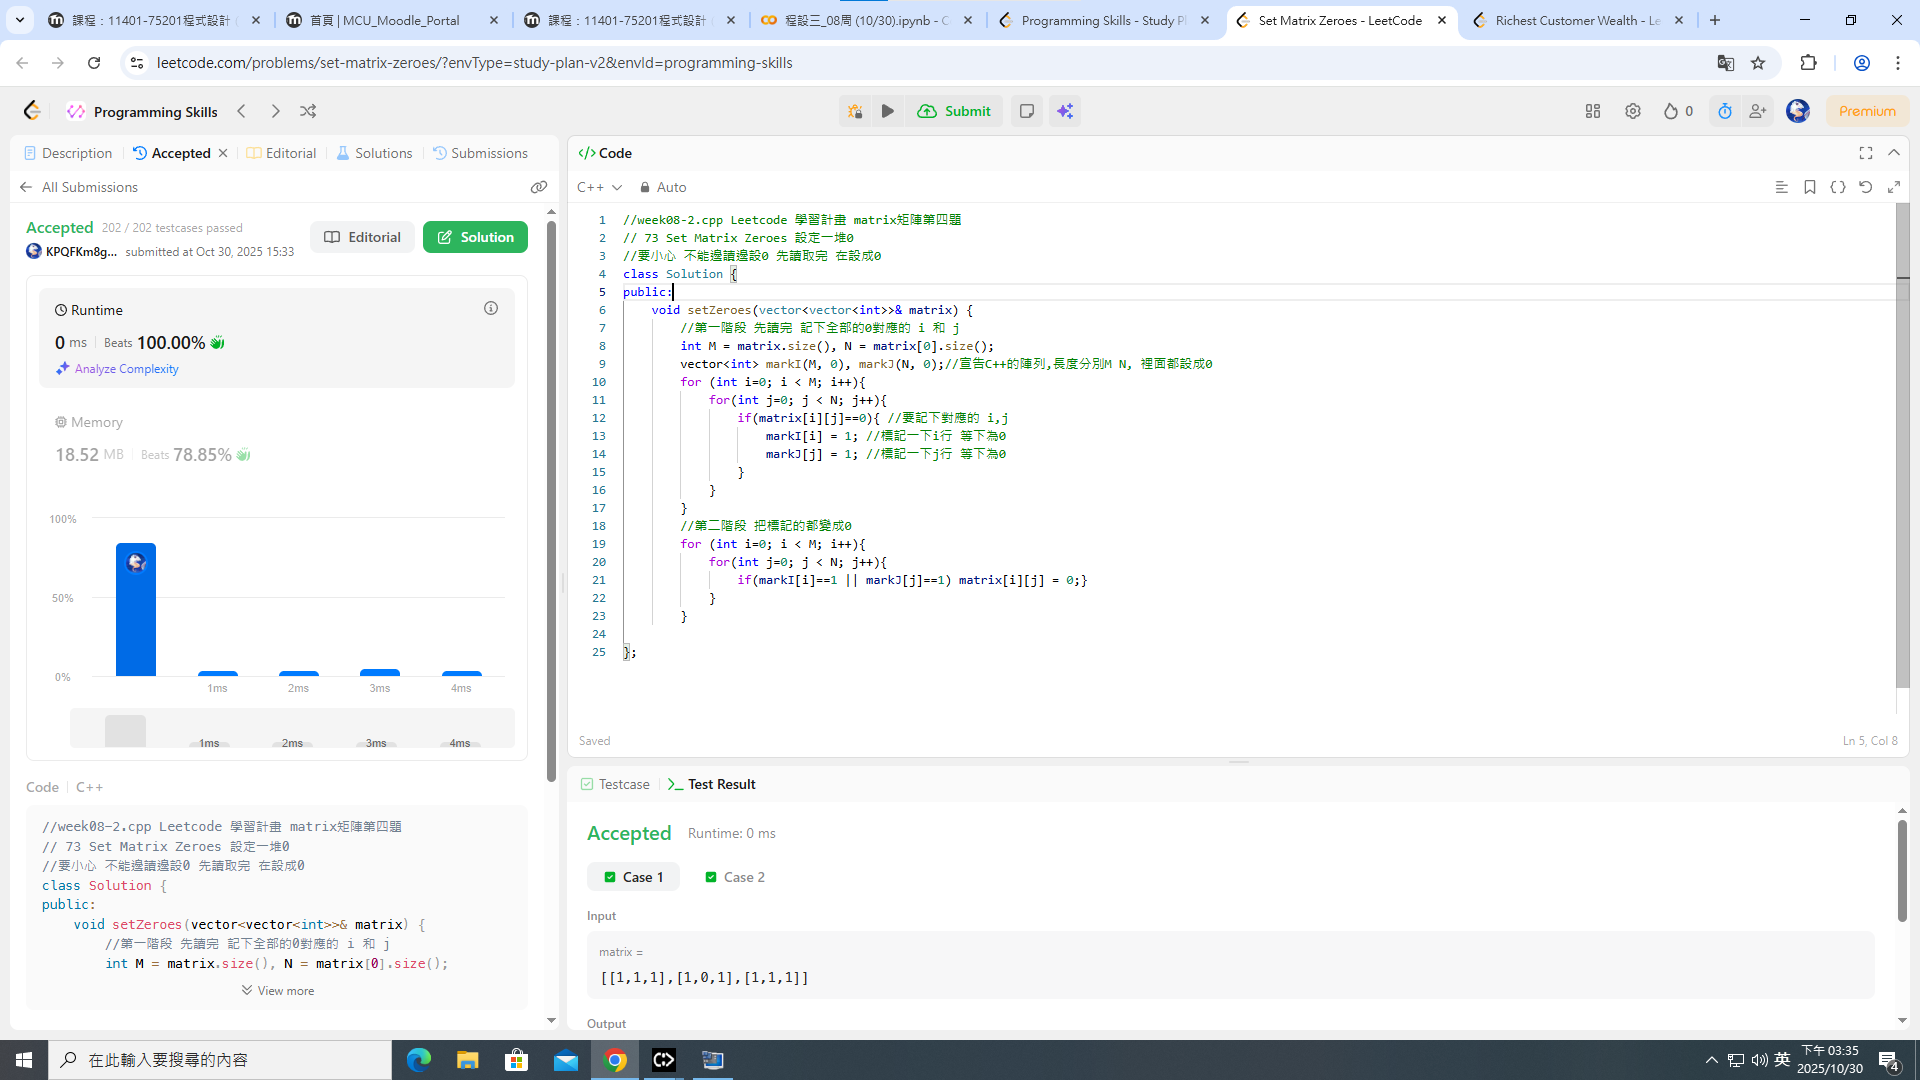 課程：11401-75201程式設計 (
首頁 | MCU_Moodle_Portal
課程：11401-75201程式設計 (
程設三_08周 (10/30).ipynb - C
Programming Skills - Study Pl
Set Matrix Zeroes - LeetCode
Richest Customer Wealth - Le
leetcode.com/problems/set-matrix-zeroes/?envType=study-plan-v2&envId=programming-skills
Programming Skills
Submit
0
Premium
Description
Accepted
Editorial
Solutions
Submissions
All Submissions
Accepted 202 / 202 testcases passed
KPQFKm8g... submitted at Oct 30, 2025 15:33
Editorial
Solution
Runtime
0 ms Beats 100.00%
Analyze Complexity
Memory
18.52 MB Beats 78.85%
100%
50%
0%
1ms 2ms 3ms 4ms
1ms 2ms 3ms 4ms
Code C++
//week08-2.cpp Leetcode 學習計畫 matrix矩陣第四題
// 73 Set Matrix Zeroes 設定一堆0
//要小心 不能邊讀邊設0 先讀取完 在設成0
class Solution {
public:
void setZeroes(vector<vector<int>>& matrix) {
//第一階段 先讀完 記下全部的0對應的 i 和 j
int M = matrix.size(), N = matrix[0].size();
View more
Code
C++
Auto
1 //week08-2.cpp Leetcode 學習計畫 matrix矩陣第四題
2 // 73 Set Matrix Zeroes 設定一堆0
3 //要小心 不能邊讀邊設0 先讀取完 在設成0
4 class Solution {
5 public:
6 void setZeroes(vector<vector<int>>& matrix) {
7 //第一階段 先讀完 記下全部的0對應的 i 和 j
8 int M = matrix.size(), N = matrix[0].size();
9 vector<int> markI(M, 0), markJ(N, 0);//宣告C++的陣列,長度分別M N, 裡面都設成0
10 for (int i=0; i < M; i++){
11 for(int j=0; j < N; j++){
12 if(matrix[i][j]==0){ //要記下對應的 i,j
13 markI[i] = 1; //標記一下i行 等下為0
14 markJ[j] = 1; //標記一下j行 等下為0
15 }
16 }
17 }
18 //第二階段 把標記的都變成0
19 for (int i=0; i < M; i++){
20 for(int j=0; j < N; j++){
21 if(markI[i]==1 || markJ[j]==1) matrix[i][j] = 0;}
22 }
23 }
24
25 };
Saved
Ln 5, Col 8
Testcase
Test Result
Accepted Runtime: 0 ms
Case 1
Case 2
Input
matrix =
[[1,1,1],[1,0,1],[1,1,1]]
Output
在此輸入要搜尋的內容
英
下午 03:35
2025/10/30
4